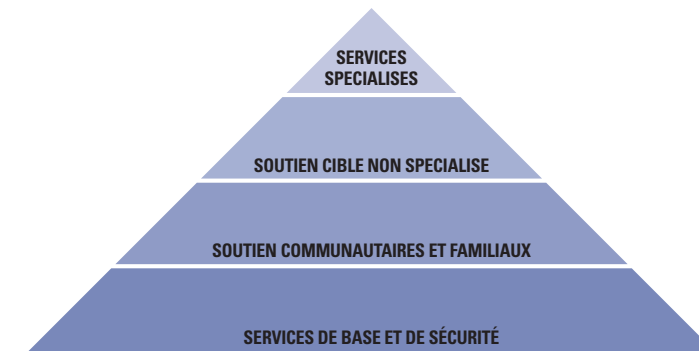 SERVICES
SPECIALISES
SOUTIEN CIBLE NON SPECIALISE
SOUTIEN COMMUNAUTAIRES ET FAMILIAUX
SERVICES DE BASE ET DE SÉCURITÉ